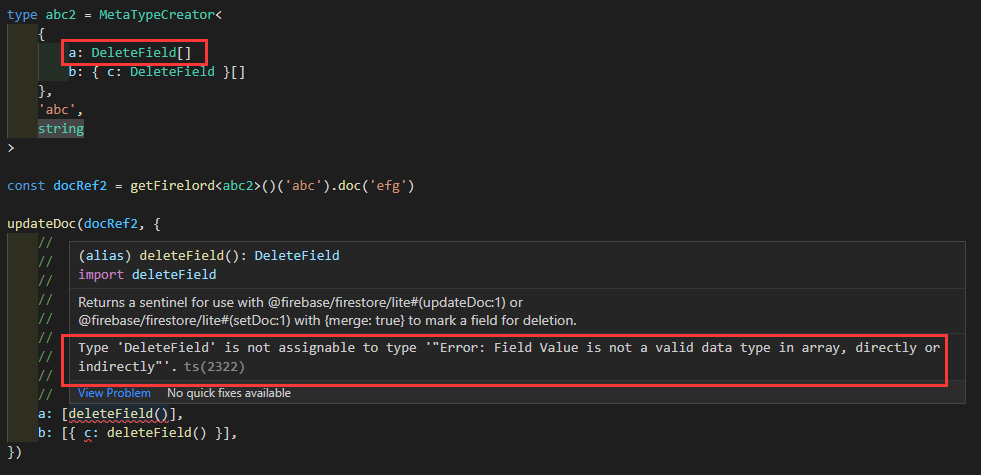 type abc2 = MetaTypeCreator<
{
a: DeleteField[]
b: { c: DeleteField }[]
},
'abc',
string
>
const docRef2 = getFirelord<abc2>()('abc').doc('efg')
updateDoc(docRef2, {
//
//
(alias) deleteField(): DeleteField
//
import deleteField
//
Returns a sentinel for use with @firebase/firestore/lite#(updateDoc:1) or
//
@firebase/firestore/lite#(setDoc:1) with {merge: true} to mark a field for deletion.
//
//
Type 'DeleteField' is not assignable to type '"Error: Field Value is not a valid data type in array, directly or
//
indirectly"'. ts(2322)
//
View Problem No quick fixes available
a: [deleteField()],
b: [{ c: deleteField() }],
})